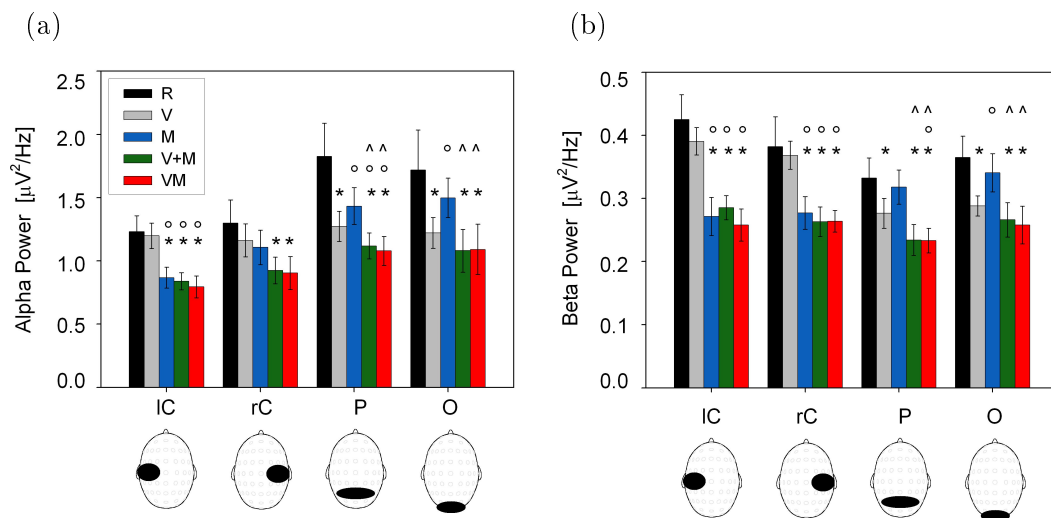 (a)
Alpha Power [μV²/Hz]
2.5
2.0
1.5
1.0
0.5
0.0
R
V
M
V+M
VM
° ° °
* * *
* *
^ ^
° ° ° °
* * *
° ^ ^
* * *
lC rC P O
(b)
Beta Power [μV²/Hz]
0.5
0.4
0.3
0.2
0.1
0.0
° ° °
* * *
° ° °
* * *
^ ^
°
* * *
° ^ ^
* * *
lC rC P O